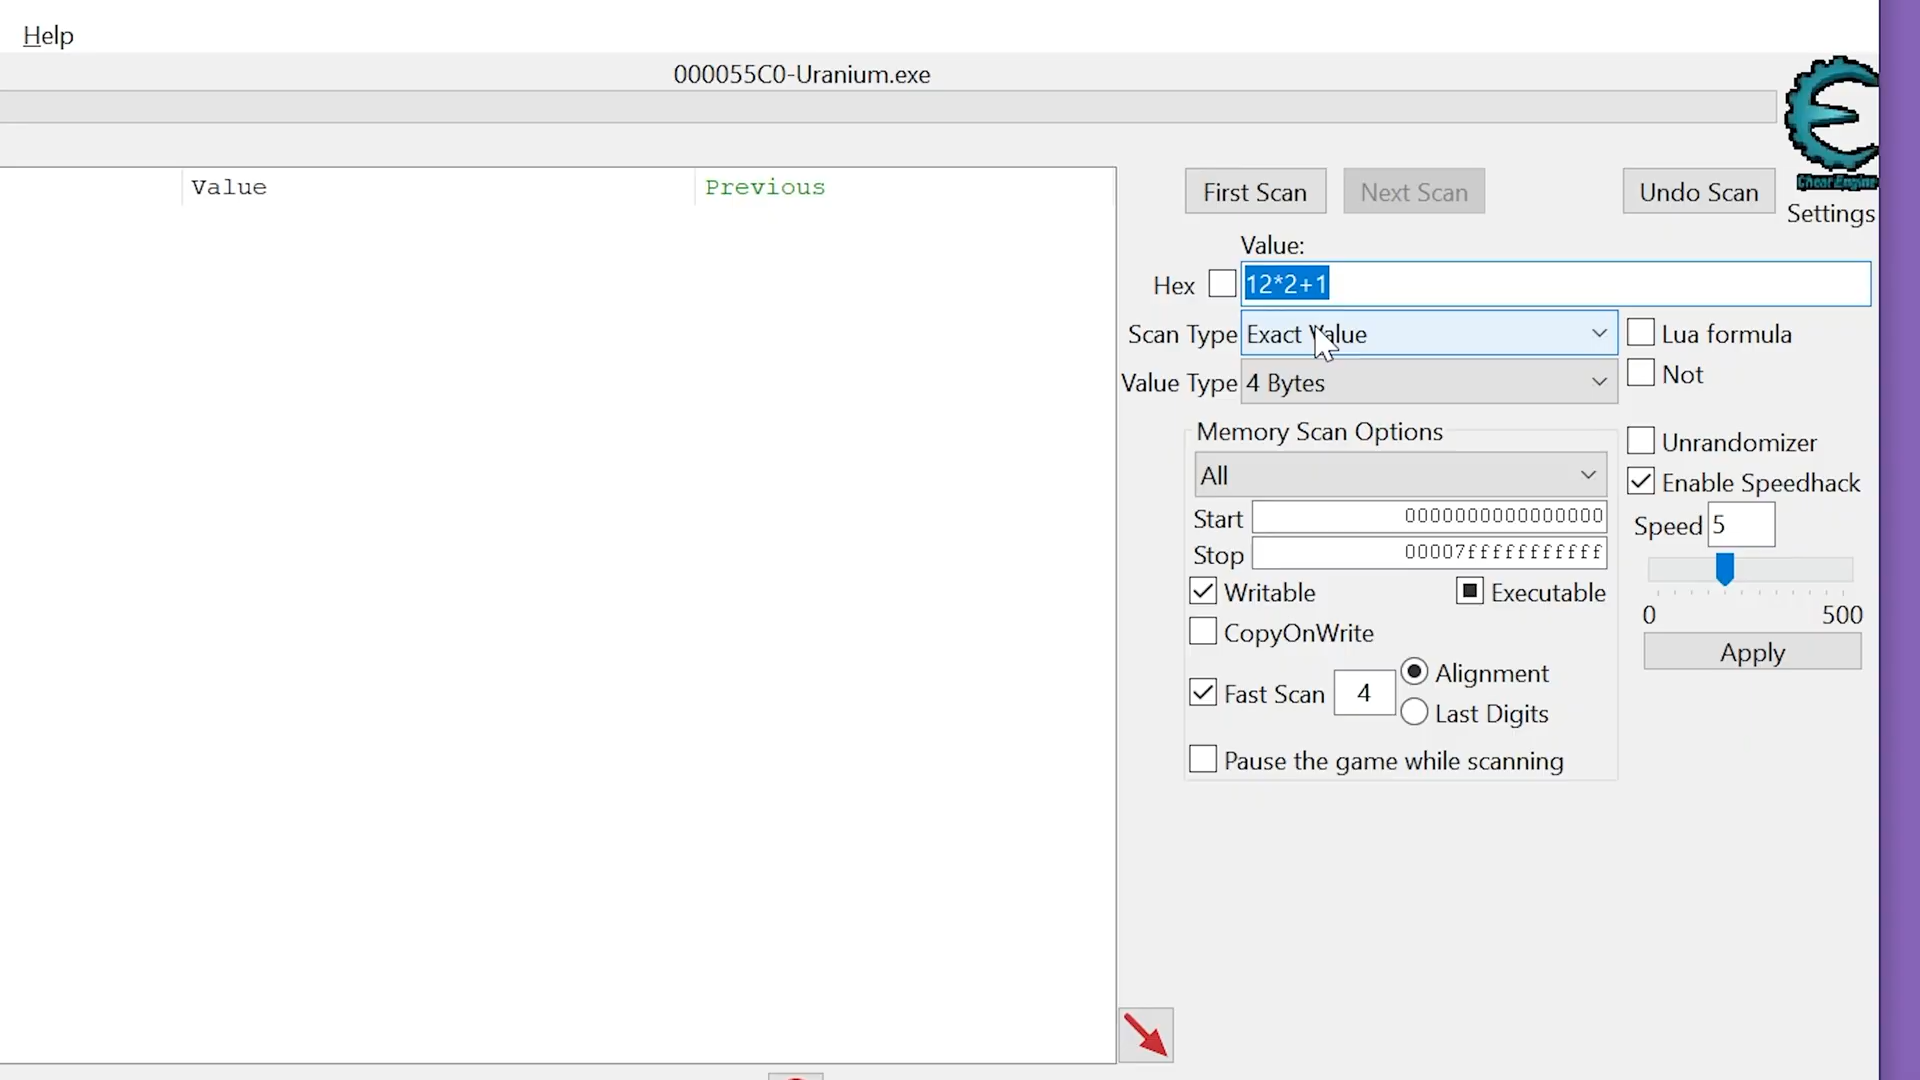 Help
000055C0-Uranium.exe
Cheat Engine
Settings
Value
Previous
First Scan
Next Scan
Undo Scan
Value:
Hex
12*2+1
Scan Type
Exact Value
Lua formula
Value Type
4 Bytes
Not
Memory Scan Options
All
Unrandomizer
Enable Speedhack
Start
0000000000000000
Speed
5
Stop
00007fffffffffff
Writable
Executable
0
500
CopyOnWrite
Apply
Fast Scan
4
Alignment
Last Digits
Pause the game while scanning